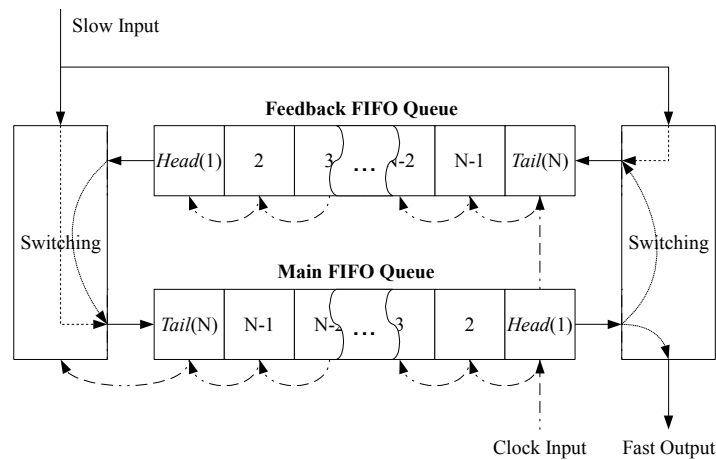 Slow Input
Feedback FIFO Queue
Head(1) 2 3 ... N-2 N-1 Tail(N)
Switching
Switching
Main FIFO Queue
Tail(N) N-1 N-2 ... 3 2 Head(1)
Clock Input
Fast Output